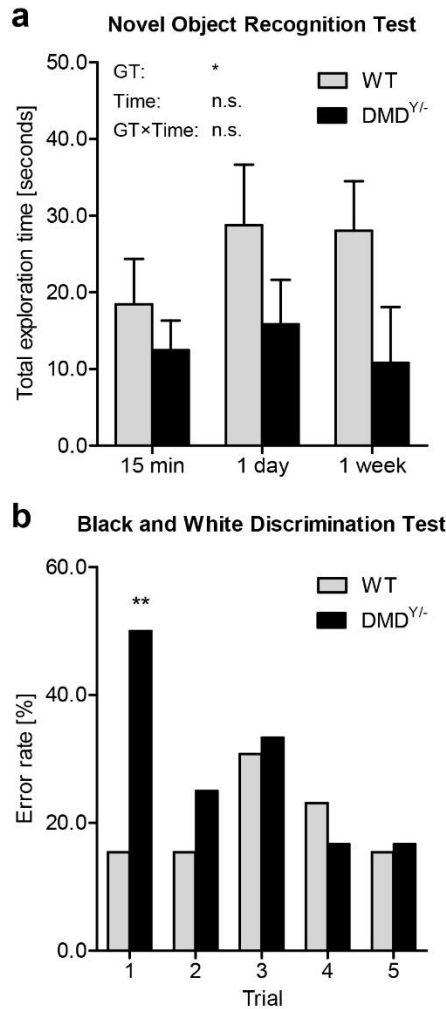 a Novel Object Recognition Test
50.0
40.0
30.0
20.0
10.0
0.0
Total exploration time [seconds]
GT: *
Time: n.s.
GT×Time: n.s.
WT
DMD^Y/-
15 min 1 day 1 week
b Black and White Discrimination Test
60.0
40.0
20.0
0.0
Error rate [%]
**
WT
DMD^Y/-
1 2 3 4 5
Trial